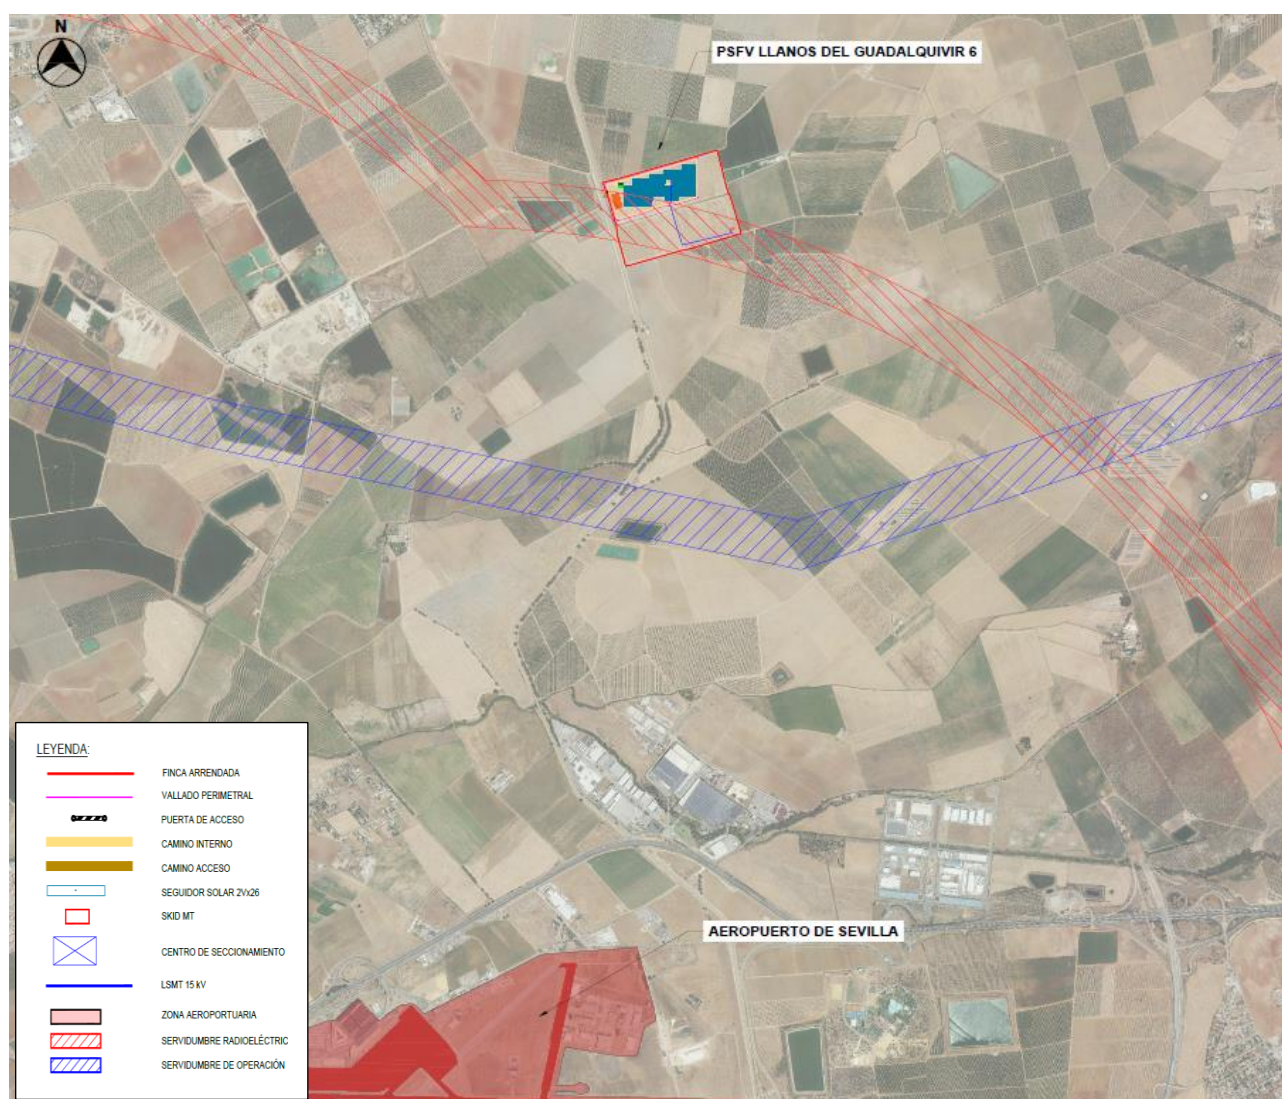 N
PSFV LLANOS DEL GUADALQUIVIR 6
AEROPUERTO DE SEVILLA
LEYENDA:
FINCA ARRENDADA
VALLADO PERIMETRAL
PUERTA DE ACCESO
CAMINO INTERNO
CAMINO ACCESO
SEGUIDOR SOLAR 2Vx26
SKID MT
CENTRO DE SECCIONAMIENTO
LSMT 15 kV
ZONA AEROPORTUARIA
SERVIDUMBRE RADIOELÉCTRIC
SERVIDUMBRE DE OPERACIÓN